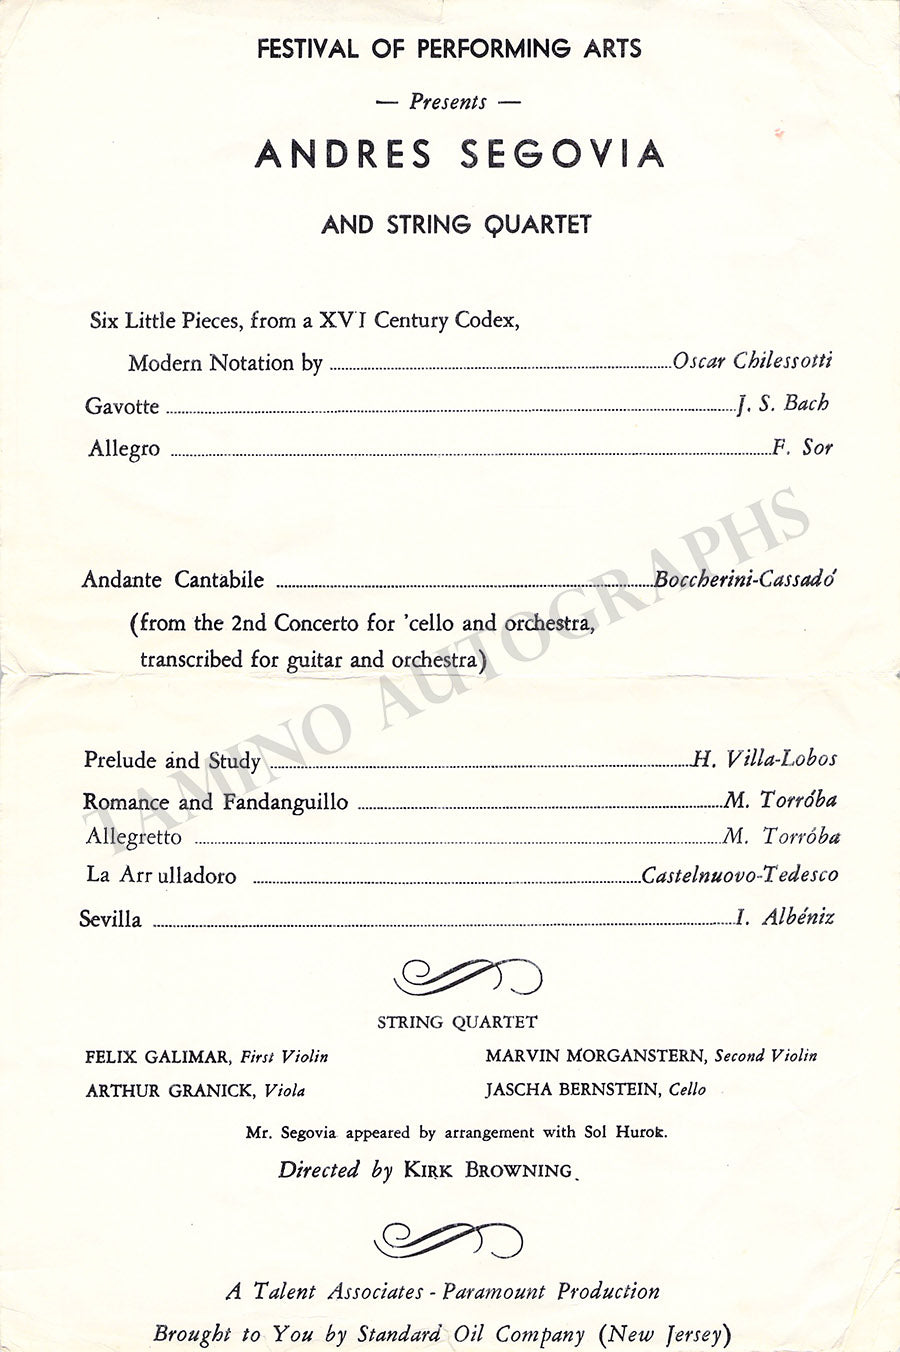 FESTIVAL OF PERFORMING ARTS
— Presents —
ANDRES SEGOVIA
AND STRING QUARTET
Six Little Pieces, from a XVI Century Codex,
Modern Notation by ........ Oscar Chilessotti
Gavotte ........ J. S. Bach
Allegro ........ F. Sor
Andante Cantabile ........ Boccherini-Cassadó
(from the 2nd Concerto for 'cello and orchestra,
transcribed for guitar and orchestra)
TAMINO AUTOGRAPHS
Prelude and Study ........ H. Villa-Lobos
Romance and Fandanguillo ........ M. Torróba
Allegretto ........ M. Torróba
La Arr ulladoro ........ Castelnuovo-Tedesco
Sevilla ........ I. Albéniz
STRING QUARTET
FELIX GALIMAR, First Violin MARVIN MORGANSTERN, Second Violin
ARTHUR GRANICK, Viola JASCHA BERNSTEIN, Cello
Mr. Segovia appeared by arrangement with Sol Hurok.
Directed by KIRK BROWNING.
A Talent Associates - Paramount Production
Brought to You by Standard Oil Company (New Jersey)